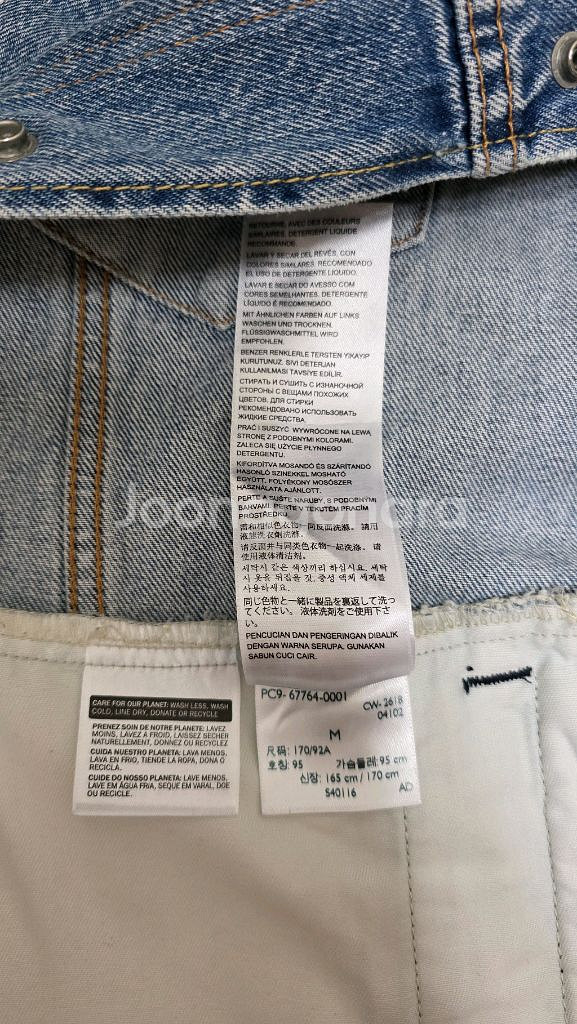 RETOURNE, AVEC DES COULEURS
SIMILAIRES. DETERGENT LIQUIDE
RECOMMANDE.
LAVAR Y SECAR DEL REVÉS, CON
COLORES SIMILARES. RECOMENDADO
EL USO DE DETERGENTE LÍQUIDO.
LAVAR E SECAR DO AVESSO COM
CORES SEMELHANTES. DETERGENTE
LÍQUIDO É RECOMENDADO.
MIT ÄHNLICHEN FARBEN AUF LINKS
WASCHEN UND TROCKNEN.
FLÜSSIGWASCHMITTEL WIRD
EMPFOHLEN.
BENZER RENKLERLE TERSTEN YIKAYIP
KURUTUNUZ. SIVI DETERJAN
KULLANILMASI TAVSİYE EDİLİR.
СТИРАТЬ И СУШИТЬ С ИЗНАНОЧНОЙ
СТОРОНЫ С ВЕЩАМИ ПОХОЖИХ
ЦВЕТОВ. ДЛЯ СТИРКИ
РЕКОМЕНДОВАНО ИСПОЛЬЗОВАТЬ
ЖИДКИЕ СРЕДСТВА.
PRAĆ I SUSZYĆ WYWRÓCONE NA LEWĄ
STRONĘ Z PODOBNYMI KOLORAMI.
ZALECA SIĘ UŻYCIE PŁYNNEGO
DETERGENTU.
KIFORDÍTVA MOSANDÓ ÉS SZÁRÍTANDÓ
HASONLÓ SZINEKKEL MOSHATÓ
EGYÜTT. FOLYÉKONY MOSÓSZER
HASZNÁLATA AJÁNLOTT.
PERTE A SUŠTE NARUBY, S PODOBNÝMI
BARVAMI. PERTE V TEKUTÉM PRACÍM
PROSTŘEDKU.
需和相似色衣物一同反面洗滌。請用
液態洗衣劑洗滌.
请反面并与同类色衣物一起洗涤。请
使用液体清洁剂。
세탁시 같은 색상끼리 하십시요. 세탁
시 옷을 뒤집을 것. 중성 액체 세제를
사용하세요.
同じ色物と一緒に製品を裏返して洗っ
てください。液体洗剤をご使用下さ
い。
PENCUCIAN DAN PENGERINGAN DIBALIK
DENGAN WARNA SERUPA. GUNAKAN
SABUN CUCI CAIR.
CARE FOR OUR PLANET: WASH LESS, WASH
COLD, LINE DRY, DONATE OR RECYCLE
PRENEZ SOIN DE NOTRE PLANETE: LAVEZ
MOINS, LAVEZ À FROID, LAISSEZ SECHER
NATURELLEMENT, DONNEZ OU RECYCLEZ
CUIDA NUESTRO PLANETA: LAVA MENOS,
LAVA EN FRIO, TIENDE LA ROPA, DONA O
RECICLA.
CUIDE DO NOSSO PLANETA: LAVE MENOS,
LAVE EM ÁGUA FRIA, SEQUE EM VARAL, DOE
OU RECICLE.
PC9- 67764-0001
CW-2618
04102
M
尺码: 170/92A
호칭: 95 가슴둘레: 95 cm
신장: 165 cm / 170 cm
S40116
AD